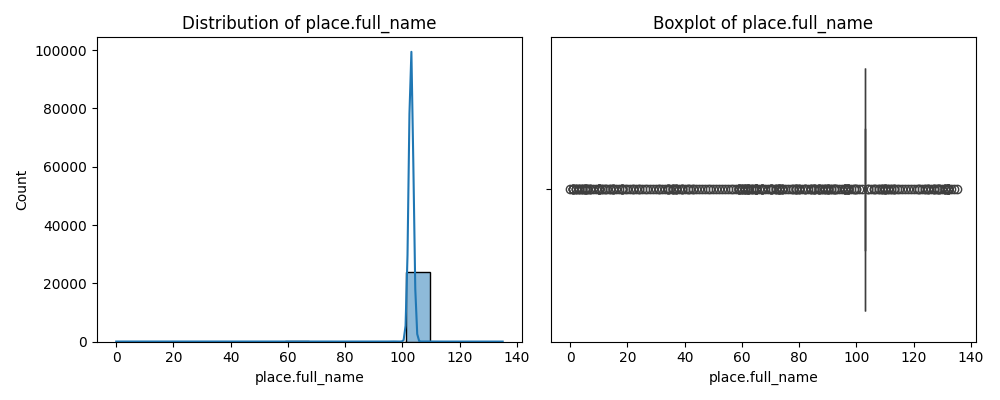 Distribution of place.full_name
Count
100000
80000
60000
40000
20000
0
0 20 40 60 80 100 120 140
place.full_name
Boxplot of place.full_name
0 20 40 60 80 100 120 140
place.full_name